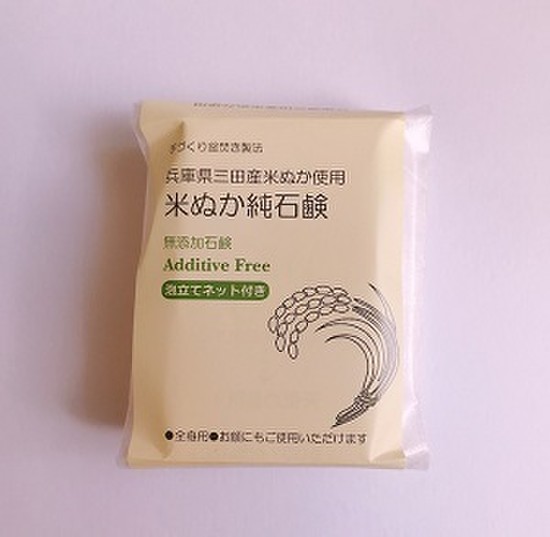 手づくり釜焚き製法
兵庫県三田産米ぬか使用
米ぬか純石鹸
無添加石鹸
Additive Free
泡立てネット付き
●全身用●お顔にもご使用いただけます